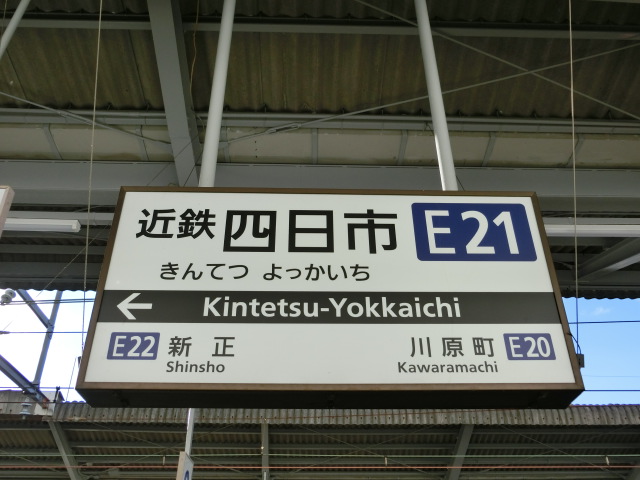 近鉄四日市 E21
きんてつ よっかいち
← Kintetsu-Yokkaichi
E22 新正 川原町 E20
Shinsho Kawaramachi